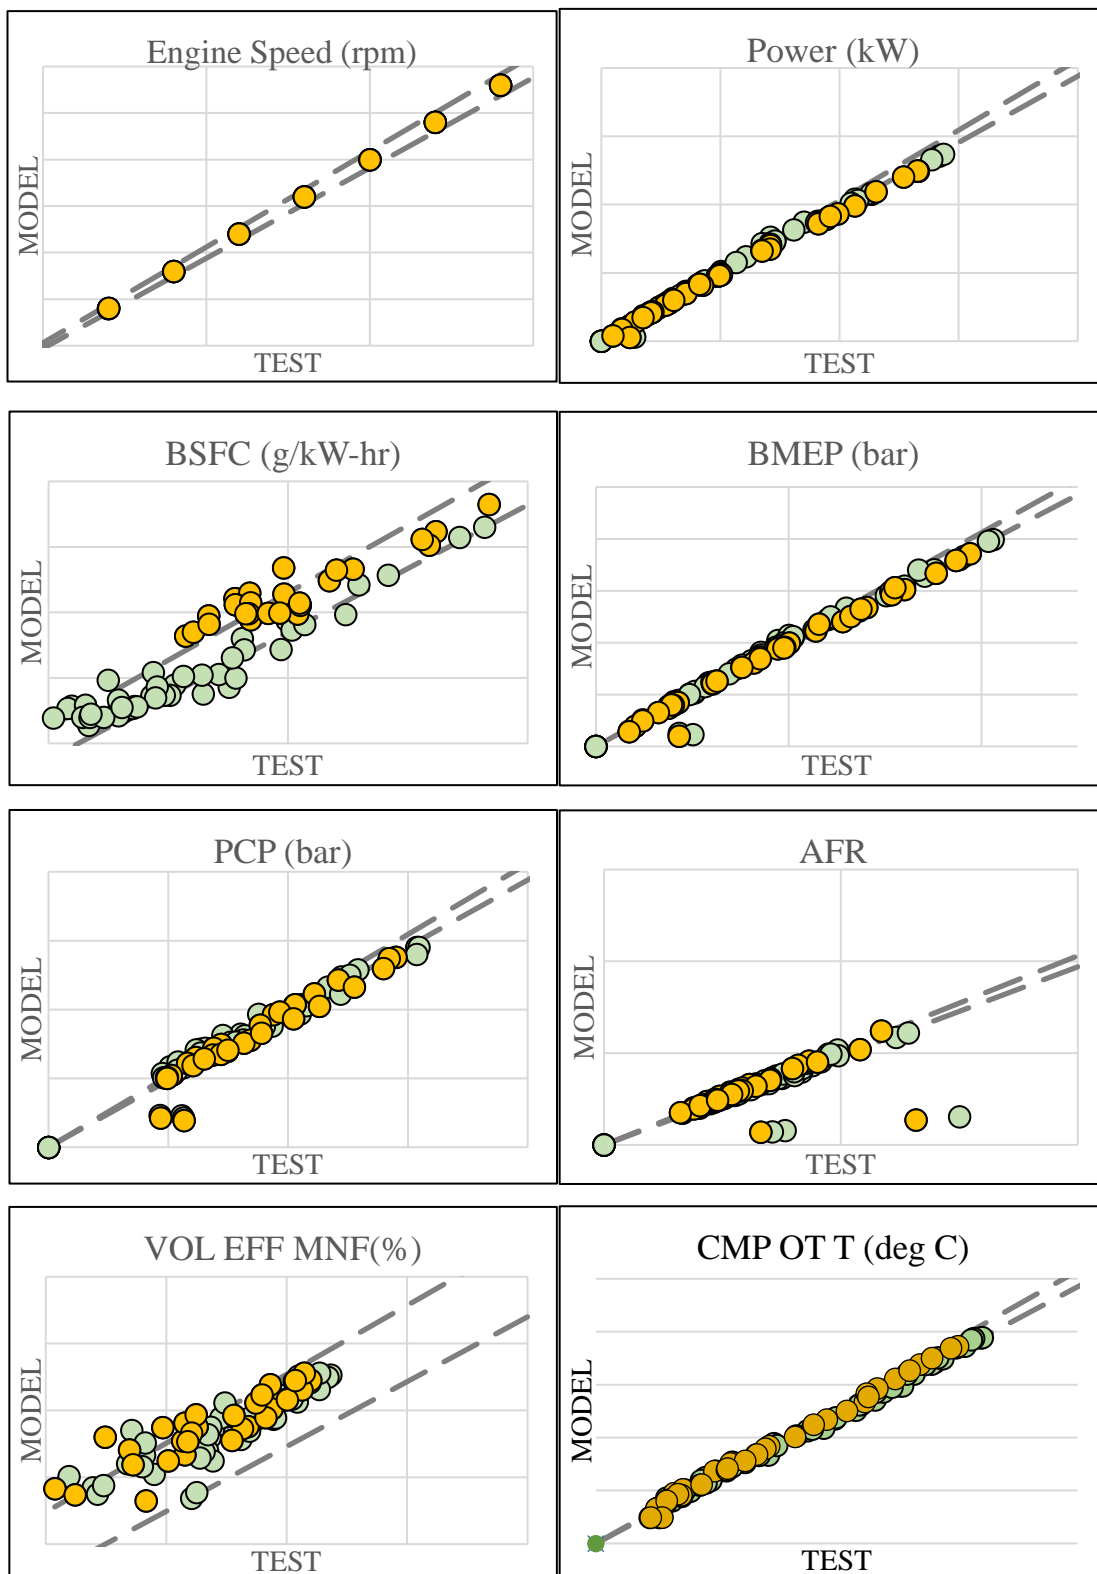 Engine Speed (rpm)
MODEL
TEST
Power (kW)
MODEL
TEST
BSFC (g/kW-hr)
MODEL
TEST
BMEP (bar)
MODEL
TEST
PCP (bar)
MODEL
TEST
AFR
MODEL
TEST
VOL EFF MNF(%)
MODEL
TEST
CMP OT T (deg C)
MODEL
TEST